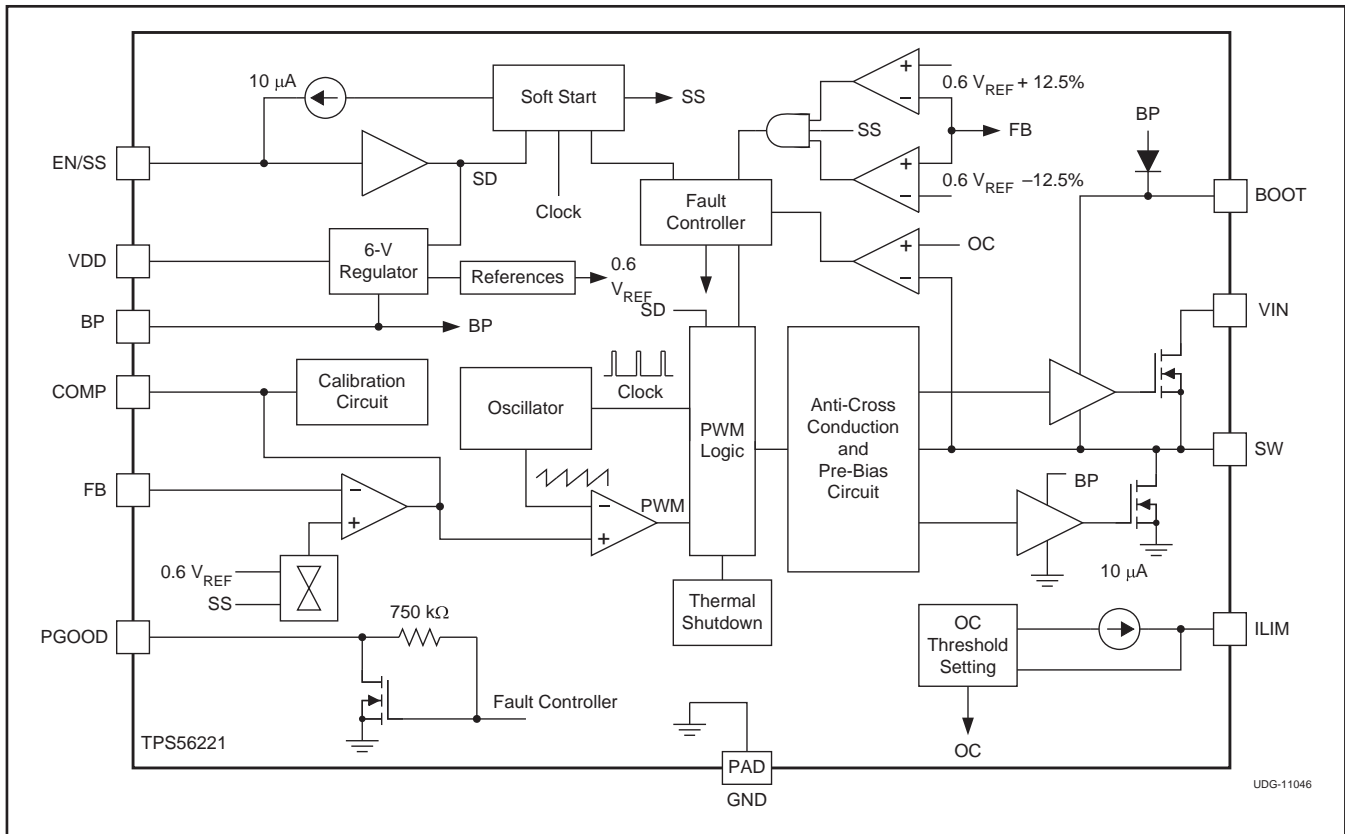 10 µA
Soft Start
SS
0.6 V_REF + 12.5%
SS
FB
BP
EN/SS
SD
Clock
0.6 V_REF –12.5%
Fault
Controller
BOOT
VDD
6-V
Regulator
References
0.6
V_REF
OC
SD
VIN
BP
BP
COMP
Calibration
Circuit
Oscillator
Clock
PWM
Logic
Anti-Cross
Conduction
and
Pre-Bias
Circuit
SW
FB
PWM
BP
0.6 V_REF
SS
10 µA
Thermal
Shutdown
PGOOD
750 kΩ
OC
Threshold
Setting
ILIM
Fault Controller
TPS56221
OC
PAD
GND
UDG-11046